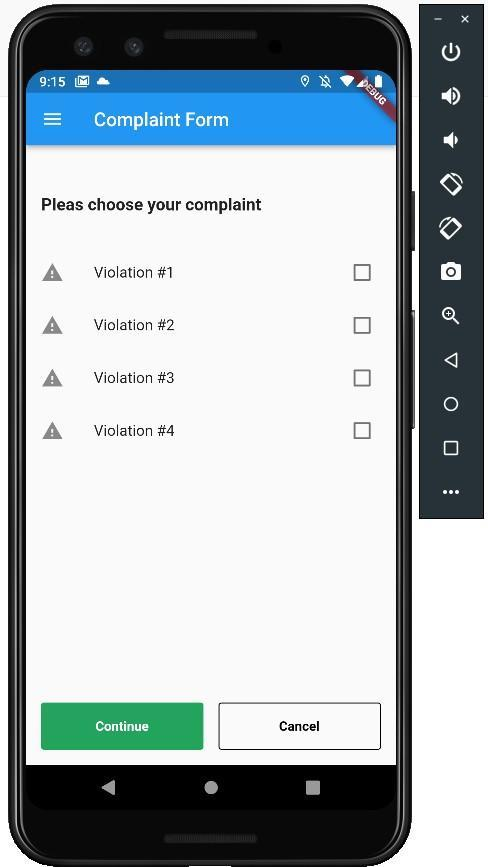 9:15
DEBUG
Complaint Form
Pleas choose your complaint
Violation #1
Violation #2
Violation #3
Violation #4
Continue
Cancel